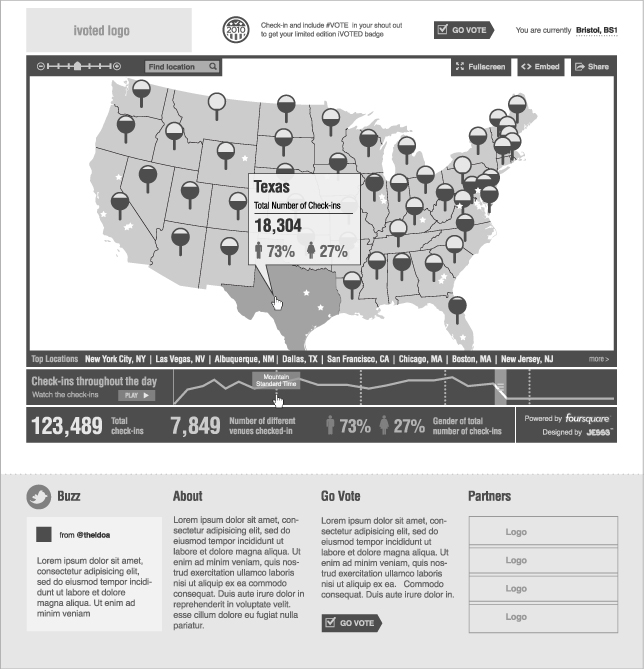 ivoted logo
2010
Check-in and include #VOTE in your shout out
to get your limited edition iVOTED badge
GO VOTE
You are currently Bristol, BS1
Find location
Fullscreen
Embed
Share
Texas
Total Number of Check-ins
18,304
73% 27%
Top Locations New York City, NY | Las Vegas, NV | Albuquerque, NM | Dallas, TX | San Francisco, CA | Chicago, MA | Boston, MA | New Jersey, NJ more >
Check-ins throughout the day
Watch the check-ins PLAY
Mountain
Standard Time
123,489 Total
check-ins
7,849 Number of different
venues checked-in
73% 27% Gender of total
number of check-ins
Powered by foursquare
Designed by JESS3
Buzz
from @theidoa
Lorem ipsum dolor sit amet,
consectetur adipisicing elit,
sed do eiusmod tempor incidi-
dunt ut labore et dolore
magna aliqua. Ut enim ad
minim veniam
About
Lorem ipsum dolor sit amet, con-
sectetur adipisicing elit, sed do
eiusmod tempor incididunt ut
labore et dolore magna aliqua. Ut
enim ad minim veniam, quis nos-
trud exercitation ullamco laboris
nisi ut aliquip ex ea commodo
consequat. Duis aute irure dolor in
reprehenderit in voluptate velit.
esse cillum dolore eu fugiat nulla
pariatur.
Go Vote
Lorem ipsum dolor sit amet, con-
sectetur adipisicing elit, sed do
eiusmod tempor incididunt ut
labore et dolore magna aliqua. Ut
enim ad minim veniam, quis nos-
trud exercitation ullamco laboris
nisi ut aliquip ex ea. Commodo
consequat. Duis aute irure dolor in.
GO VOTE
Partners
Logo
Logo
Logo
Logo